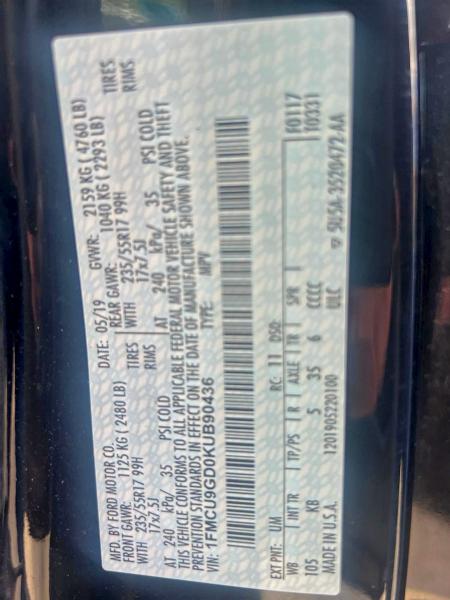 MFD. BY FORD MOTOR CO.
DATE: 05/19 GVWR: 2159 KG ( 4760 LB)
FRONT GAWR: 1125 KG ( 2480 LB) REAR GAWR: 1040 KG ( 2293 LB)
WITH 235/55R17 99H TIRES WITH 235/55R17 99H TIRES
17x7.5J RIMS 17x7.5J RIMS
AT 240 kPa/ 35 PSI COLD AT 240 kPa/ 35 PSI COLD
THIS VEHICLE CONFORMS TO ALL APPLICABLE FEDERAL MOTOR VEHICLE SAFETY AND THEFT
PREVENTION STANDARDS IN EFFECT ON THE DATE OF MANUFACTURE SHOWN ABOVE.
VIN: 1FMCU9GD0KUB90436 TYPE: MPV
F0117
EXT PNT: UM RC: 11 DSO: 10331
WB INT TR TP/PS R AXLE TR SPR
105 KB 5 35 6 CCCC
MADE IN U.S.A. 1201905220100 ULC 5U5A-3520472-AA